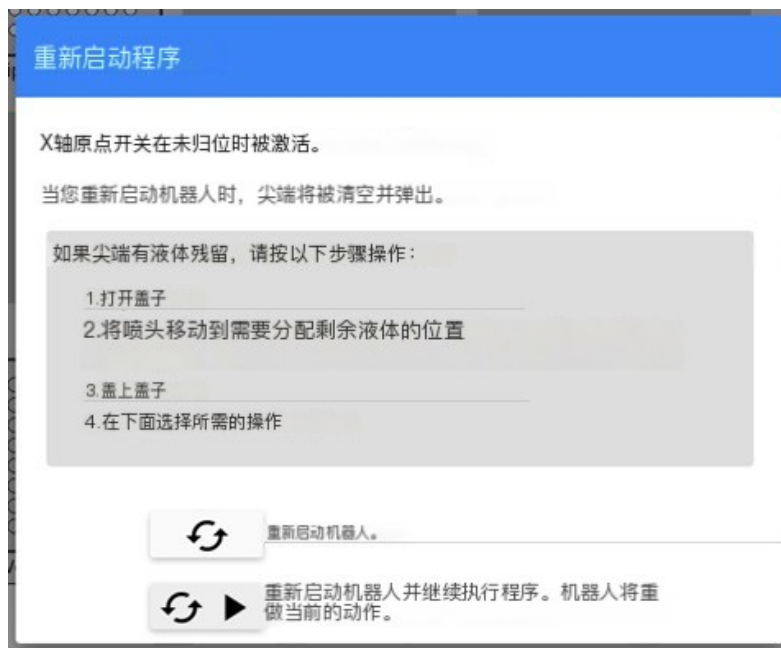 重新启动程序
X轴原点开关在未归位时被激活。
当您重新启动机器人时，尖端将被清空并弹出。
如果尖端有液体残留，请按以下步骤操作：
1.打开盖子
2.将喷头移动到需要分配剩余液体的位置
3.盖上盖子
4.在下面选择所需的操作
重新启动机器人。
重新启动机器人并继续执行程序。机器人将重
做当前的动作。